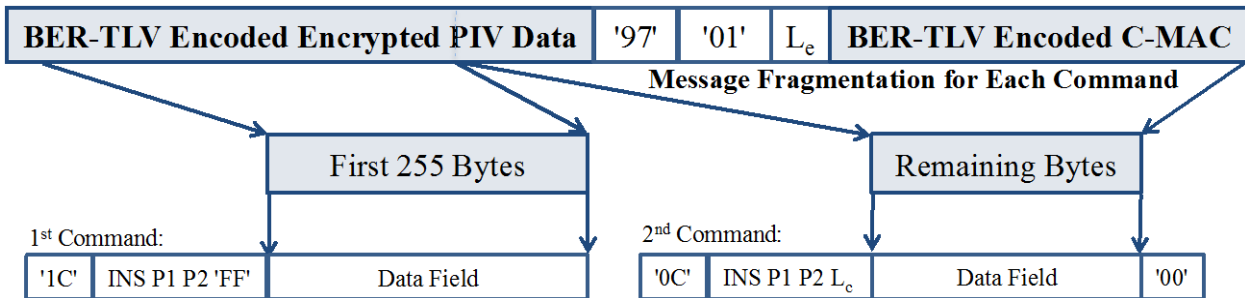 BER-TLV Encoded Encrypted PIV Data '97' '01' Le BER-TLV Encoded C-MAC
Message Fragmentation for Each Command
First 255 Bytes Remaining Bytes
1st Command: 2nd Command:
'1C' INS P1 P2 'FF' Data Field '0C' INS P1 P2 Lc Data Field '00'